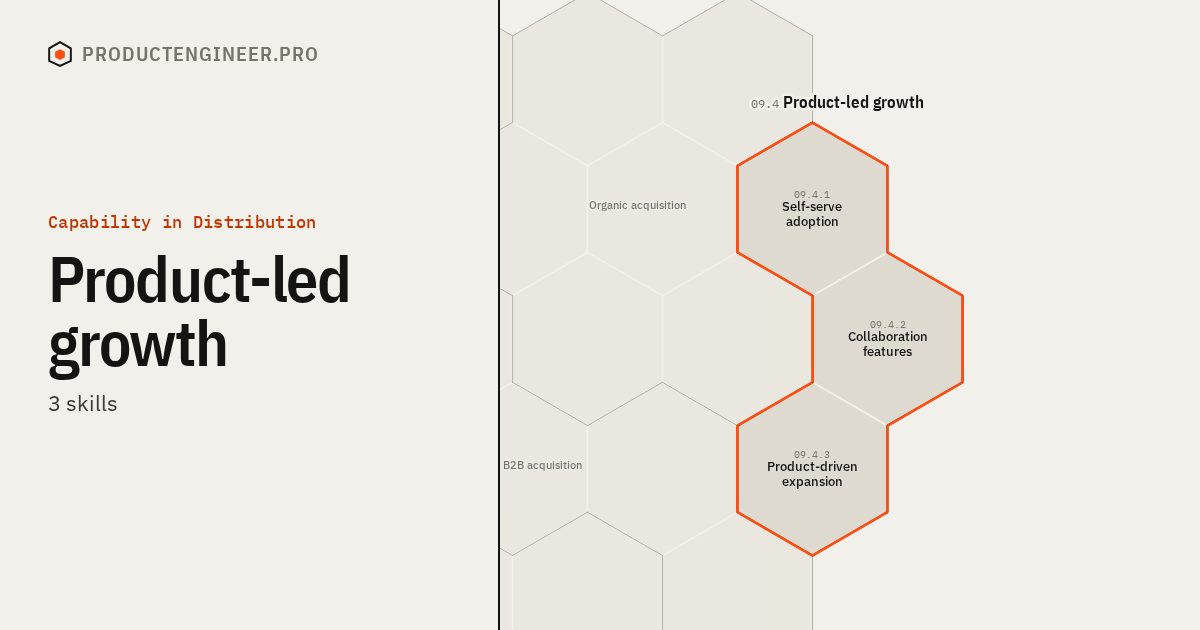 PRODUCTENGINEER.PRO
Capability in Distribution
Product-led
growth
3 skills
09.4 Product-led growth
09.4.1
Self-serve
adoption
Organic acquisition
09.4.2
Collaboration
features
09.4.3
Product-driven
expansion
B2B acquisition